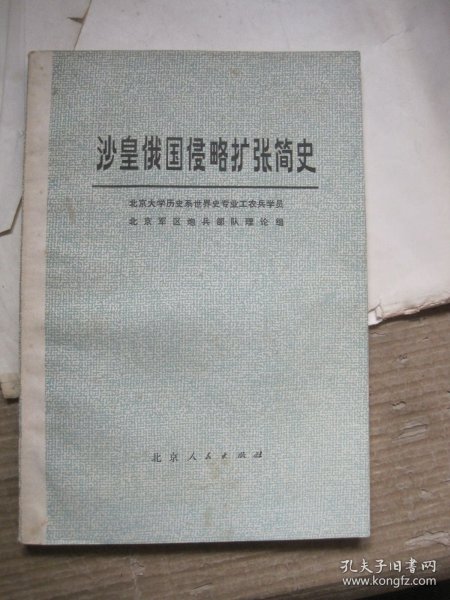 沙皇俄国侵略扩张简史
北京大学历史系世界史专业工农兵学员
北京军区炮兵部队理论组
北京人民出版社
孔夫子旧书网
www.kongfz.com